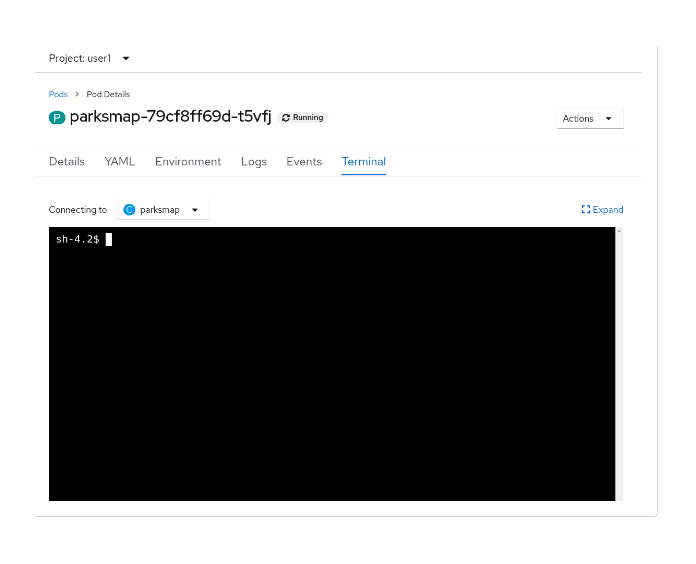 Project: user1
Pods > Pod Details
P parksmap-79cf8ff69d-t5vfj Running
Actions
Details YAML Environment Logs Events Terminal
Connecting to C parksmap Expand
sh-4.2$